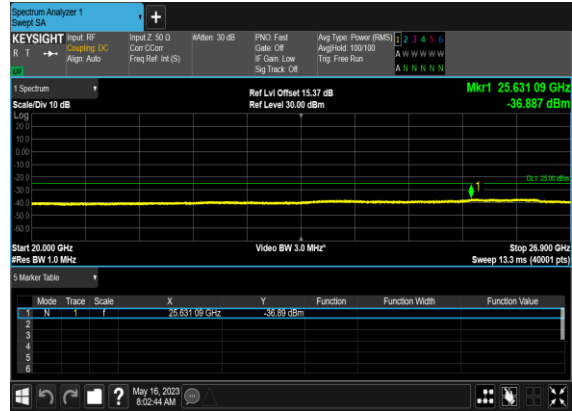 Spectrum Analyzer 1
Swept SA
+
KEYSIGHT Input: RF Input Z: 50 Ω #Atten: 30 dB PNO: Fast Avg Type: Power (RMS) 1 2 3 4 5 6
R T Coupling: DC Corr CCorr Gate: Off Avg|Hold: 100/100 A W W W W W
Align: Auto Freq Ref: Int (S) IF Gain: Low Trig: Free Run
Sig Track: Off A N N N N N
1 Spectrum Ref Lvl Offset 15.37 dB Mkr1 25.631 09 GHz
Scale/Div 10 dB Ref Level 30.00 dBm -36.887 dBm
Log
20.0
10.0
0.00
-10.0
-20.0 DL1 -25.00 dBm
-30.0 1
-40.0
-50.0
-60.0
Start 20.000 GHz Video BW 3.0 MHz* Stop 26.900 GHz
#Res BW 1.0 MHz Sweep 13.3 ms (40001 pts)
5 Marker Table
Mode Trace Scale X Y Function Function Width Function Value
1 N 1 f 25.631 09 GHz -36.89 dBm
2
3
4
5
6
? May 16, 2023
8:02:44 AM